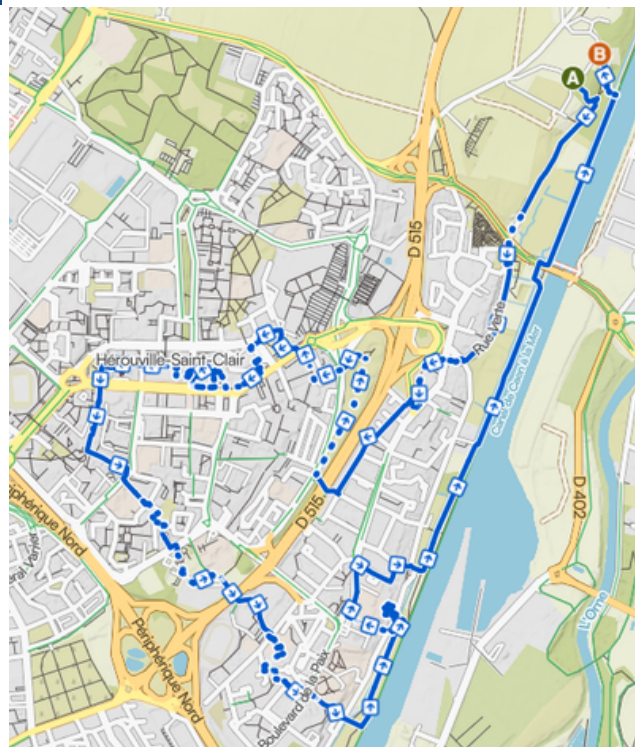 B
A
D 515
Rue Verte
Hérouville-Saint-Clair
Canal de Caen à la Mer
D 515
D 402
L'Orne
Périphérique Nord
Périphérique Nord
Boulevard de la Paix